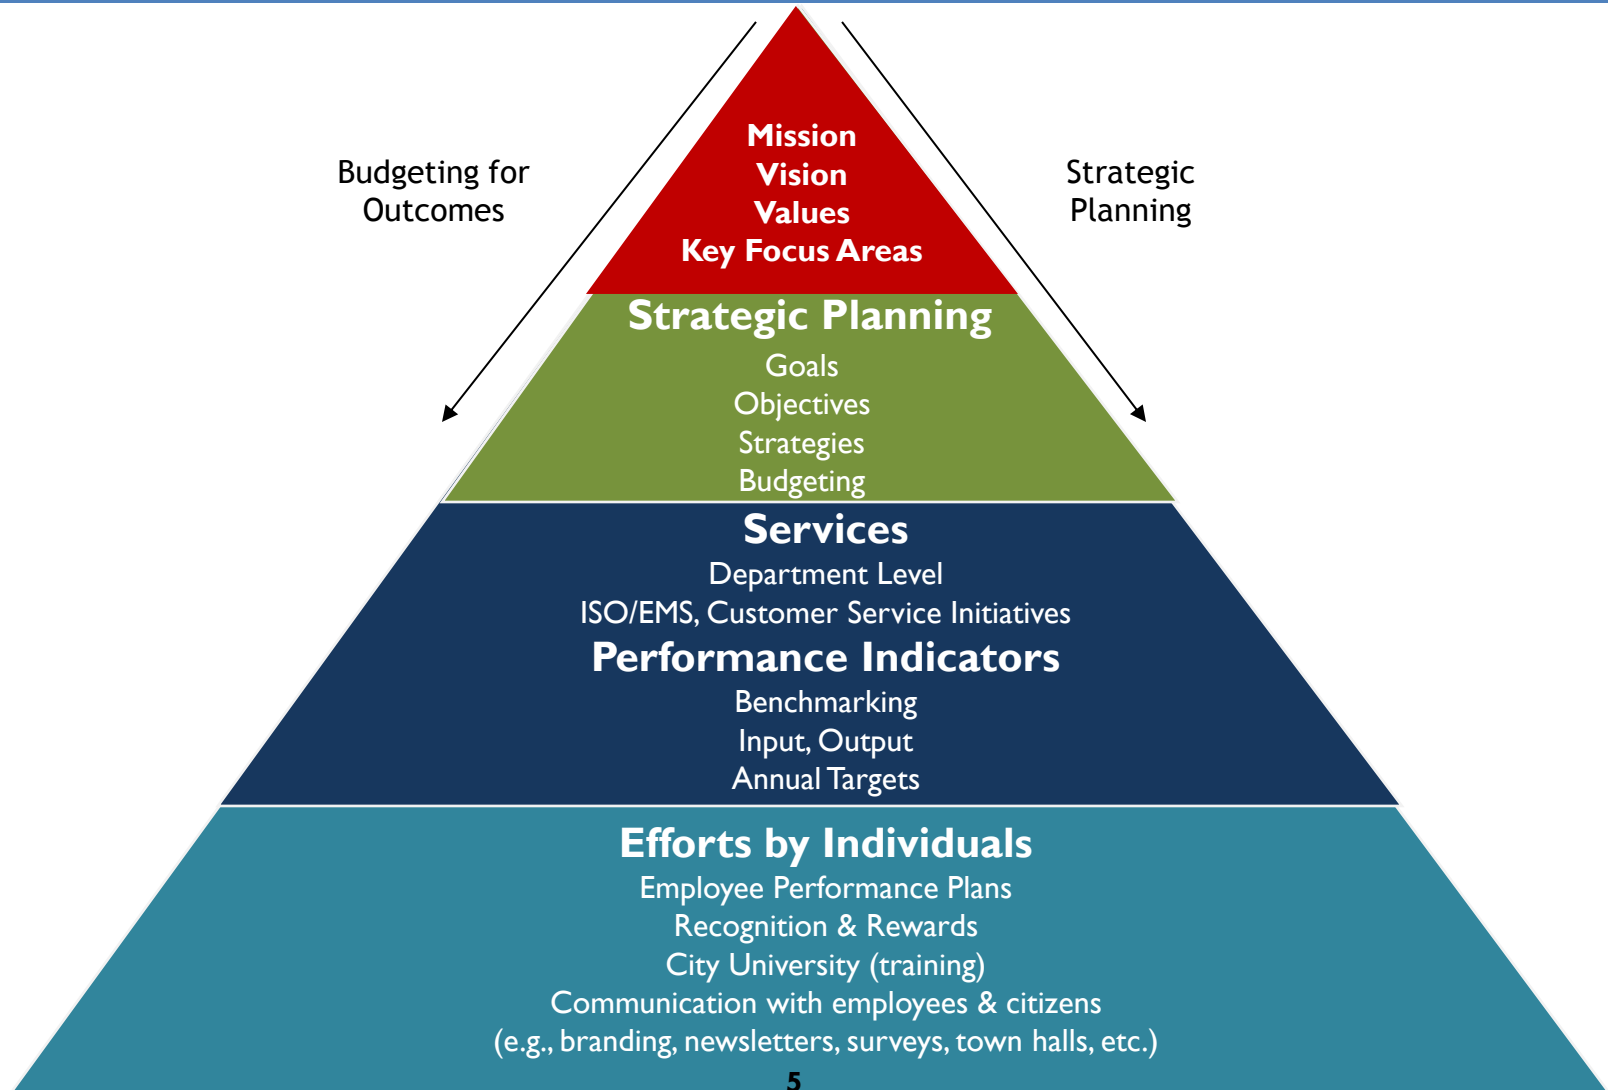 Budgeting for
Outcomes
Strategic
Planning
Mission
Vision
Values
Key Focus Areas
Strategic Planning
Goals
Objectives
Strategies
Budgeting
Services
Department Level
ISO/EMS, Customer Service Initiatives
Performance Indicators
Benchmarking
Input, Output
Annual Targets
Efforts by Individuals
Employee Performance Plans
Recognition & Rewards
City University (training)
Communication with employees & citizens
(e.g., branding, newsletters, surveys, town halls, etc.)
5